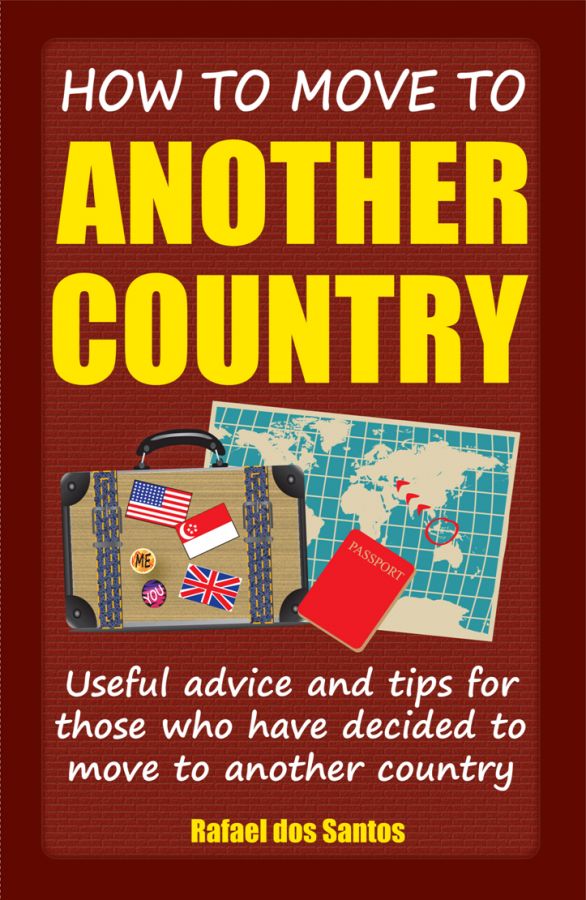 HOW TO MOVE TO
ANOTHER
COUNTRY
ME
YOU
PASSPORT
Useful advice and tips for
those who have decided to
move to another country
Rafael dos Santos